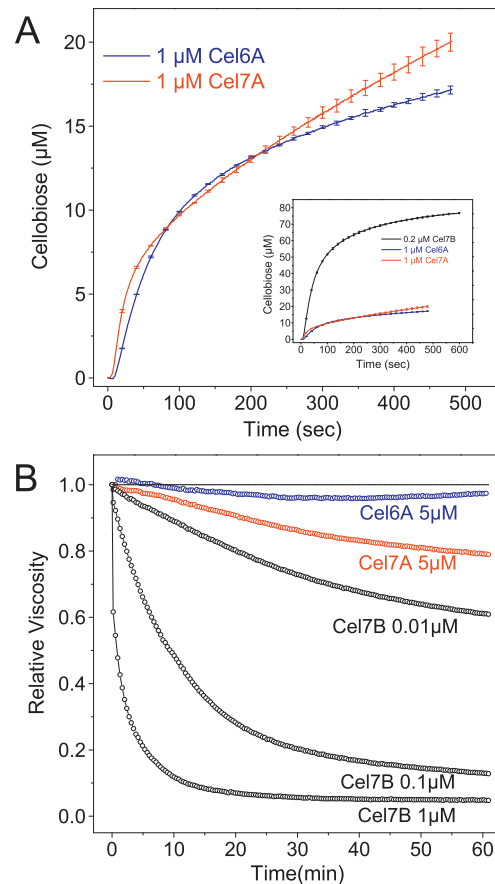 A
20
15
10
5
0
Cellobiose (µM)
1 µM Cel6A
1 µM Cel7A
0 100 200 300 400 500
Time (sec)
80
70
60
50
40
30
20
10
0
Cellobiose (µM)
0.2 µM Cel7B
1 µM Cel6A
1 µM Cel7A
0 100 200 300 400 500 600
Time (sec)
B
1.0
0.8
0.6
0.4
0.2
0.0
Relative Viscosity
Cel6A 5µM
Cel7A 5µM
Cel7B 0.01µM
Cel7B 0.1µM
Cel7B 1µM
0 10 20 30 40 50 60
Time(min)